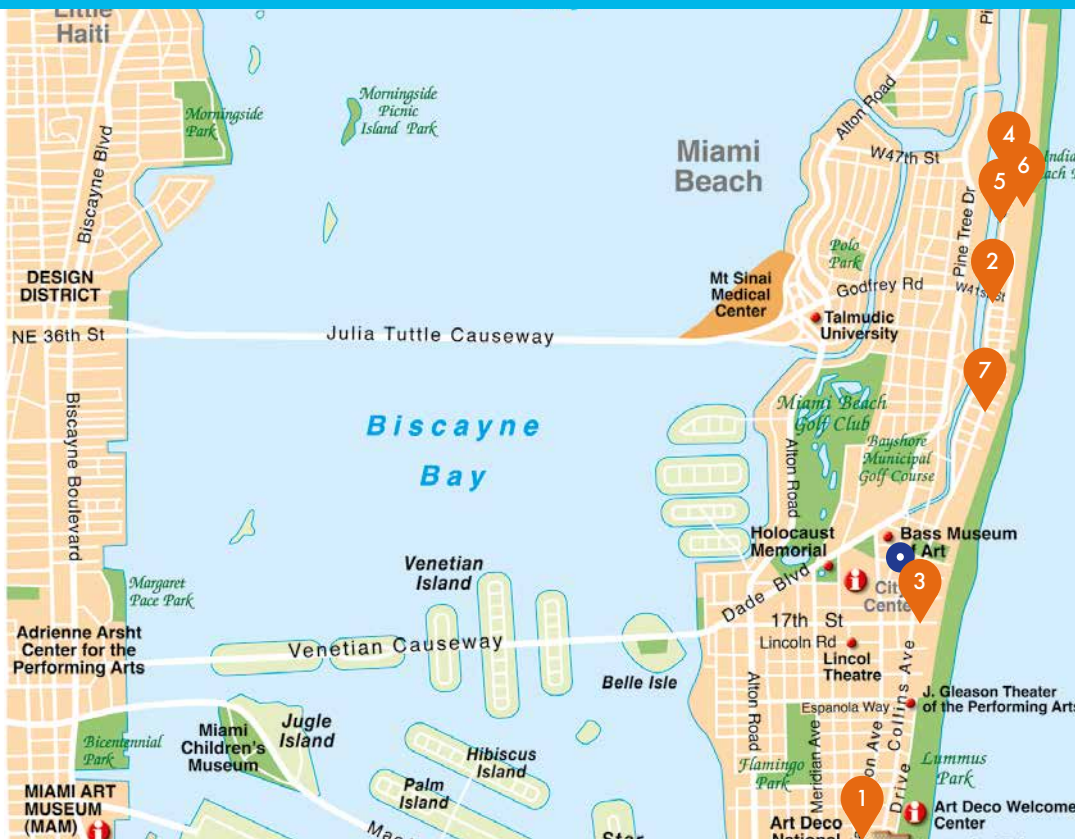 Little
Haiti
Morningside
Park
Morningside
Picnic
Island Park
Biscayne Blvd
Miami
Beach
Alton Road
W47th St
4
6
5
Pine Tree Dr
2
W41st St
7
DESIGN
DISTRICT
NE 36th St
Julia Tuttle Causeway
Mt Sinai
Medical
Center
Polo
Park
Godfrey Rd
Talmudic
University
Biscayne
Bay
Biscayne Boulevard
Miami Beach
Golf Club
Alton Road
Bayshore
Municipal
Golf Course
Holocaust
Memorial
Bass Museum
of Art
i
City
Center
3
Dade Blvd
17th St
Lincoln Rd
Lincol
Theatre
Venetian
Island
Margaret
Pace Park
Adrienne Arsht
Center for the
Performing Arts
Venetian Causeway
Belle Isle
Alton Road
Espanola Way
J. Gleason Theater
of the Performing Arts
Meridian Ave
Drive Collins Ave
Flamingo
Park
Lummus
Park
Bicentennial
Park
Miami
Children's
Museum
Jugle
Island
Hibiscus
Island
Palm
Island
MIAMI ART
MUSEUM
(MAM)
i
1
Art Deco
National
i
Art Deco Welcome
Center